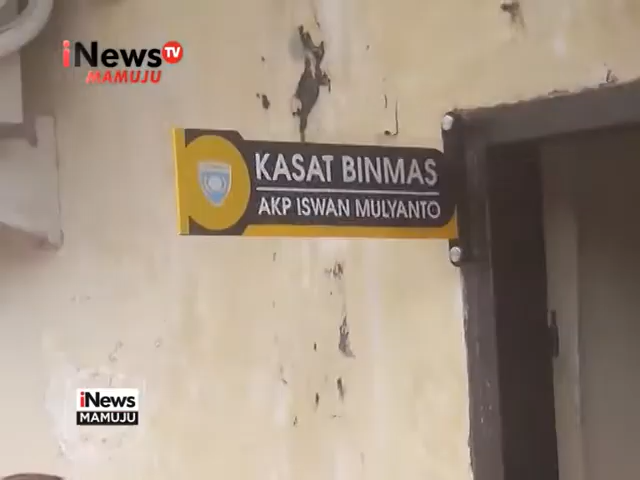 iNews TV
MAMUJU
KASAT BINMAS
AKP ISWAN MULYANTO
iNews
MAMUJU